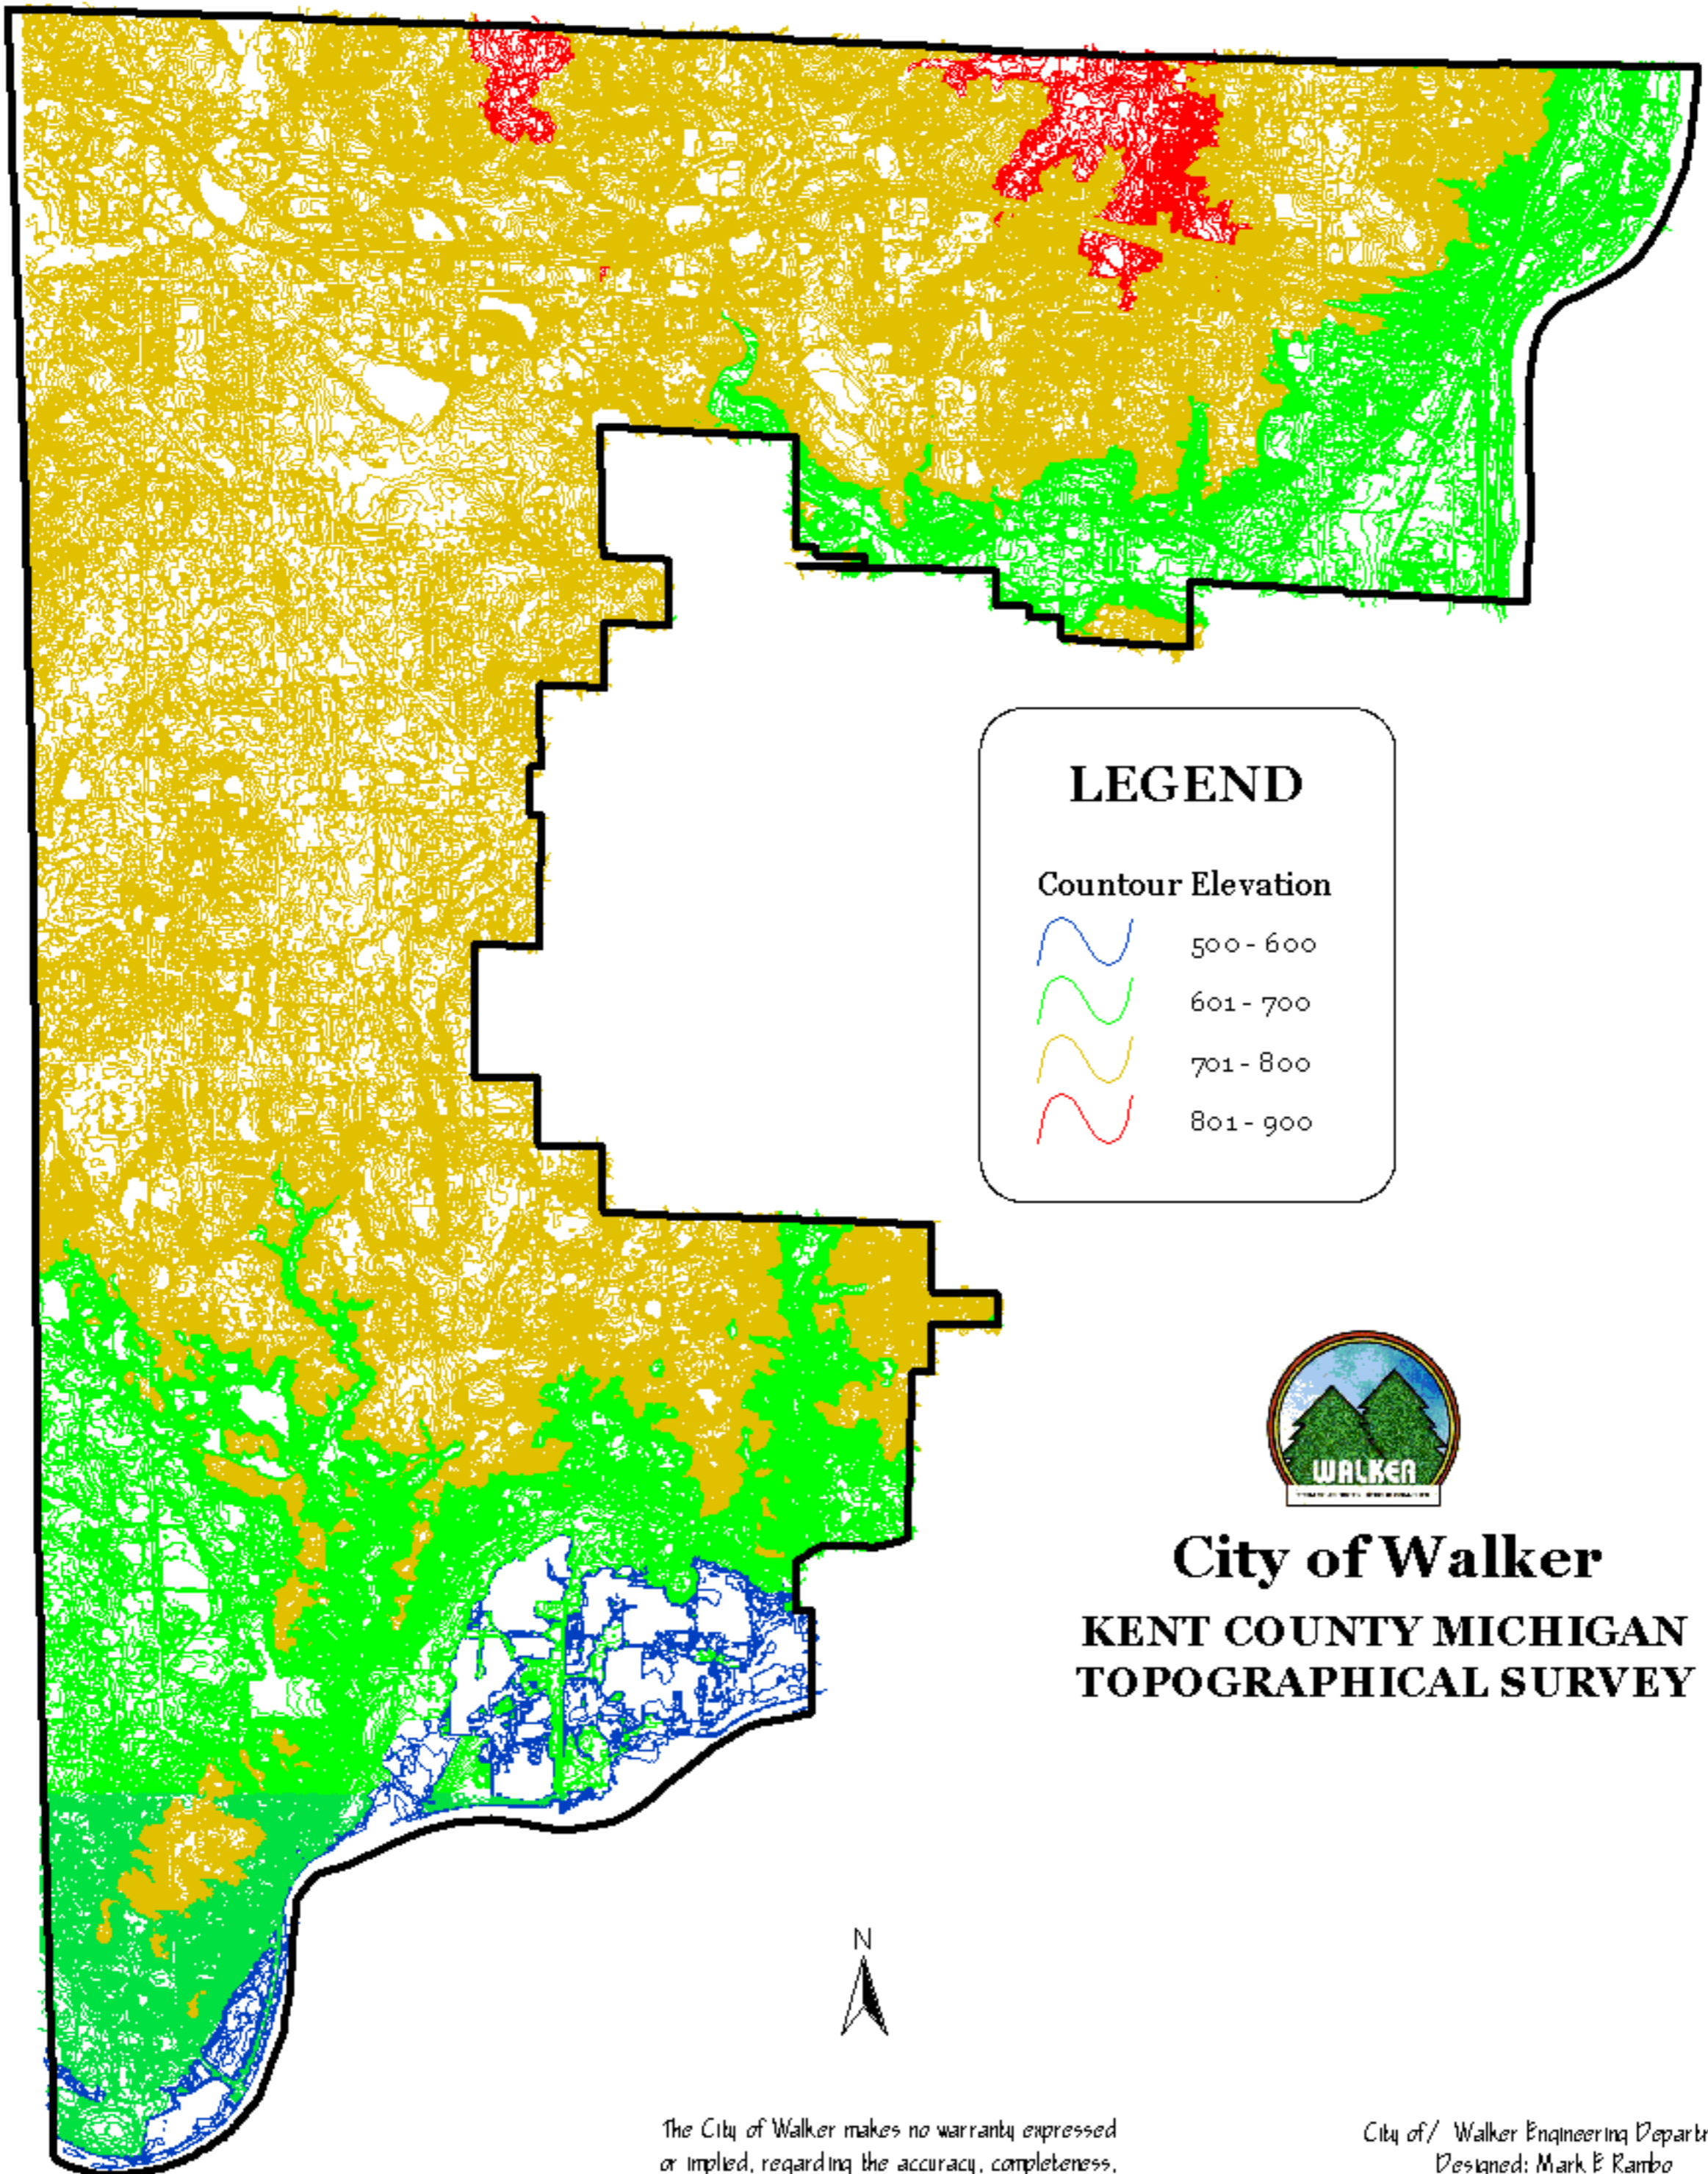 LEGEND
Countour Elevation
500 - 600
601 - 700
701 - 800
801 - 900
WALKER
City of Walker
KENT COUNTY MICHIGAN
TOPOGRAPHICAL SURVEY
N
The City of Walker makes no warranty expressed
or implied, regarding the accuracy, completeness,
City of/ Walker Engineering Departm
Designed: Mark E Rambo